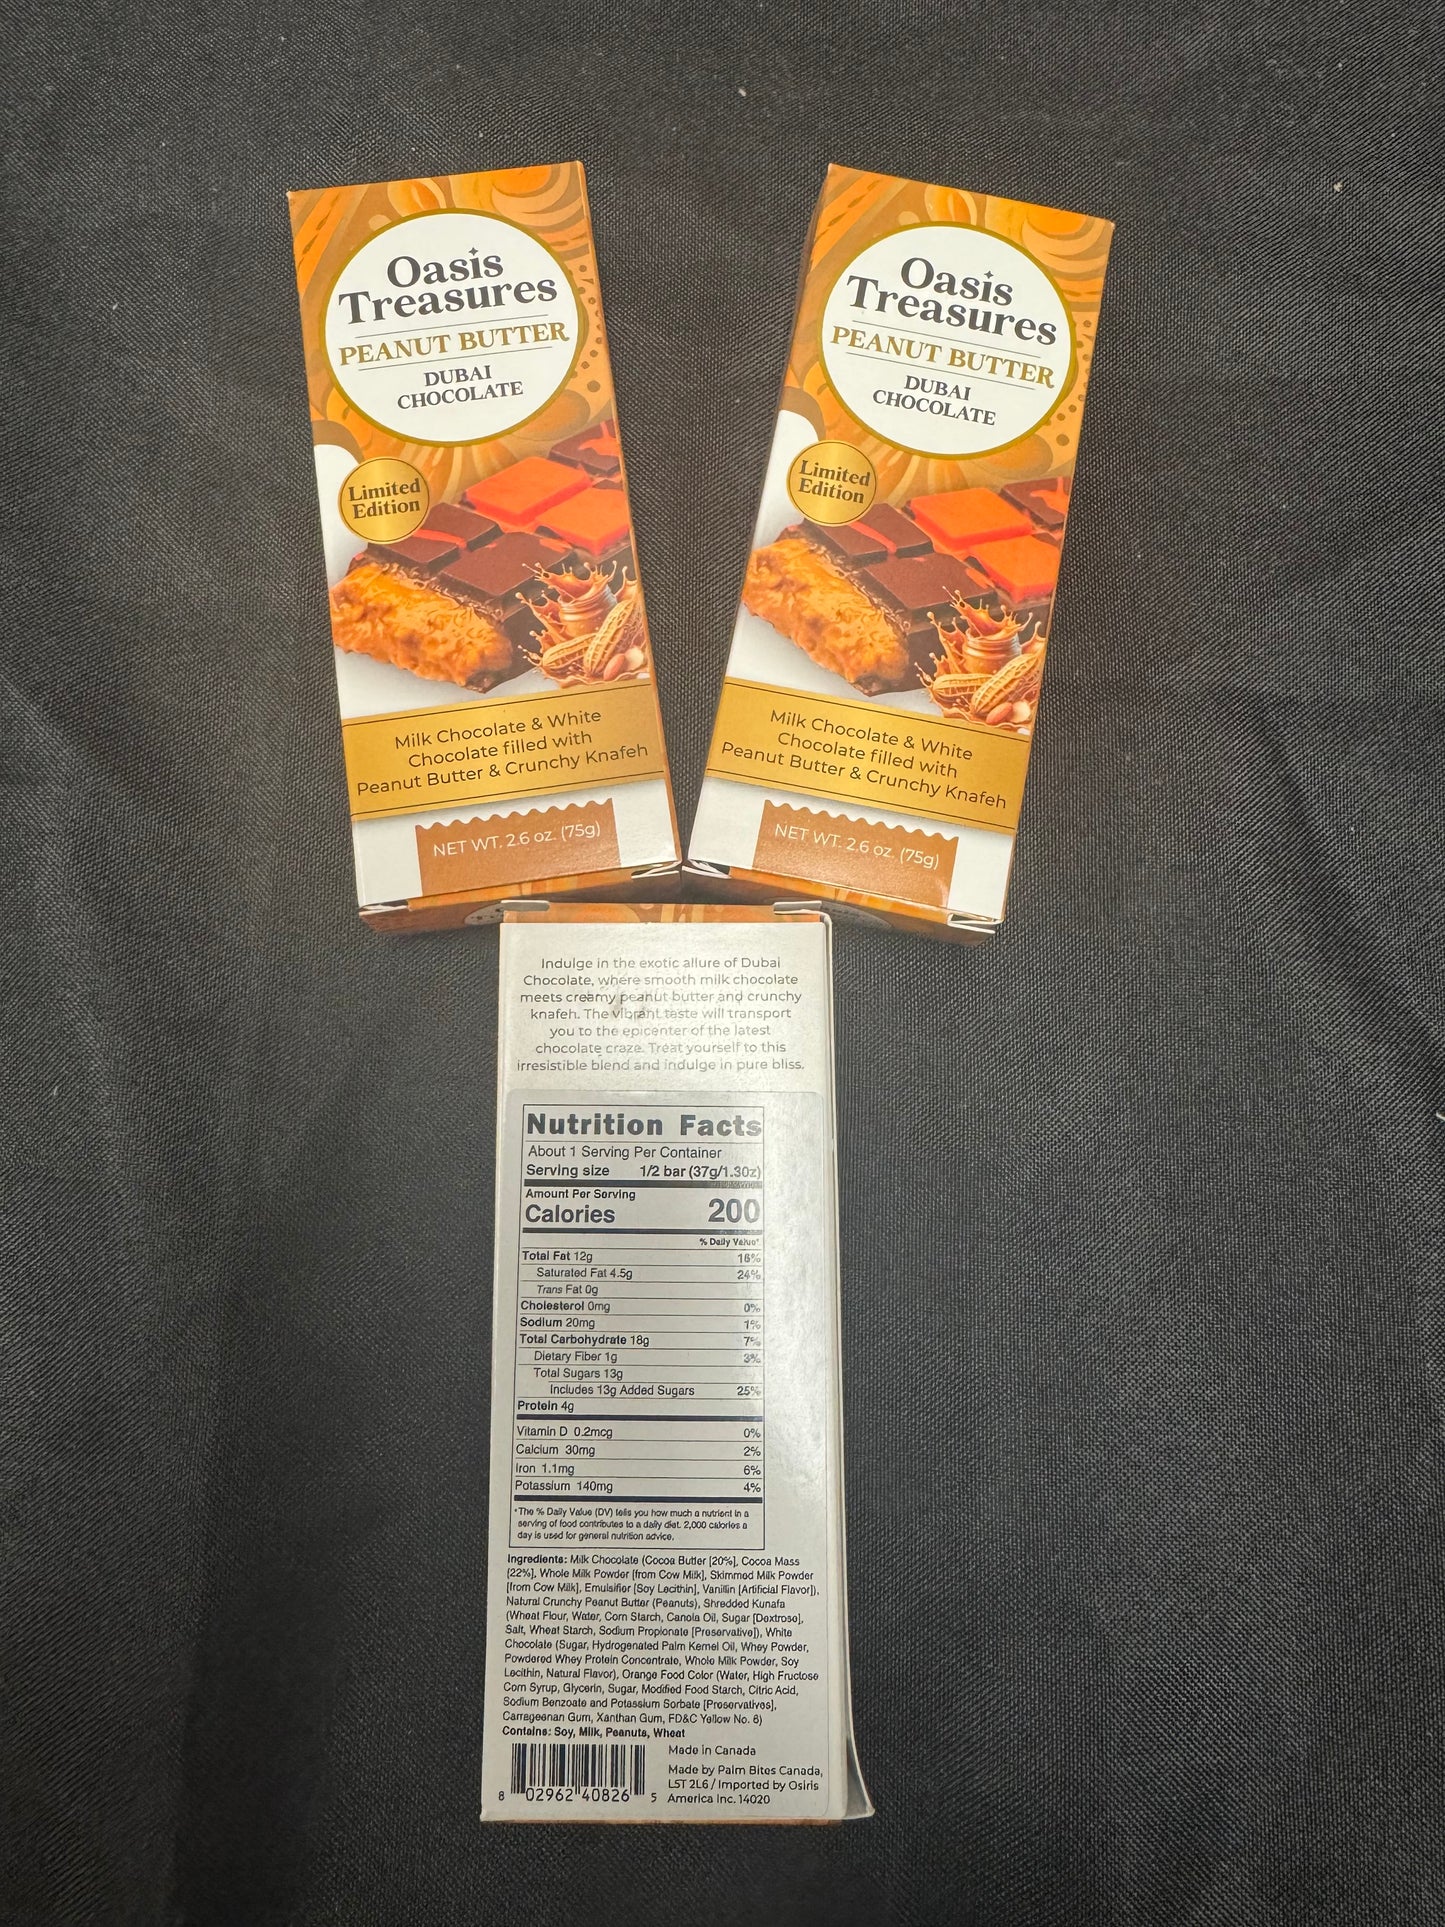 Oasis
Treasures
PEANUT BUTTER
DUBAI
CHOCOLATE
Limited
Edition
Milk Chocolate & White
Chocolate filled with
Peanut Butter & Crunchy Knafeh
NET WT. 2.6 oz. (75g)
Oasis
Treasures
PEANUT BUTTER
DUBAI
CHOCOLATE
Limited
Edition
Milk Chocolate & White
Chocolate filled with
Peanut Butter & Crunchy Knafeh
NET WT. 2.6 oz. (75g)
Indulge in the exotic allure of Dubai
Chocolate, where smooth milk chocolate
meets creamy peanut butter and crunchy
knafeh. The vibrant taste will transport
you to the epicenter of the latest
chocolate craze. Treat yourself to this
irresistible blend and indulge in pure bliss.
Nutrition Facts
About 1 Serving Per Container
Serving size 1/2 bar (37g/1.30z)
Amount Per Serving
Calories 200
% Daily Value*
Total Fat 12g 16%
Saturated Fat 4.5g 24%
Trans Fat 0g
Cholesterol 0mg 0%
Sodium 20mg 1%
Total Carbohydrate 18g 7%
Dietary Fiber 1g 3%
Total Sugars 13g
Includes 13g Added Sugars 25%
Protein 4g
Vitamin D 0.2mcg 0%
Calcium 30mg 2%
Iron 1.1mg 6%
Potassium 140mg 4%
*The % Daily Value (DV) tells you how much a nutrient in a
serving of food contributes to a daily diet. 2,000 calories a
day is used for general nutrition advice.
Ingredients: Milk Chocolate (Cocoa Butter [20%], Cocoa Mass
[22%], Whole Milk Powder [from Cow Milk], Skimmed Milk Powder
[from Cow Milk], Emulsifier [Soy Lecithin], Vanillin [Artificial Flavor]),
Natural Crunchy Peanut Butter (Peanuts), Shredded Kunafa
(Wheat Flour, Water, Corn Starch, Canola Oil, Sugar [Dextrose],
Salt, Wheat Starch, Sodium Propionate [Preservative]), White
Chocolate (Sugar, Hydrogenated Palm Kernel Oil, Whey Powder,
Powdered Whey Protein Concentrate, Whole Milk Powder, Soy
Lecithin, Natural Flavor), Orange Food Color (Water, High Fructose
Corn Syrup, Glycerin, Sugar, Modified Food Starch, Citric Acid,
Sodium Benzoate and Potassium Sorbate [Preservatives],
Carrageenan Gum, Xanthan Gum, FD&C Yellow No. 6)
Contains: Soy, Milk, Peanuts, Wheat
Made in Canada
Made by Palm Bites Canada,
L5T 2L6 / Imported by Osiris
America Inc. 14020
8 02962 40826 5